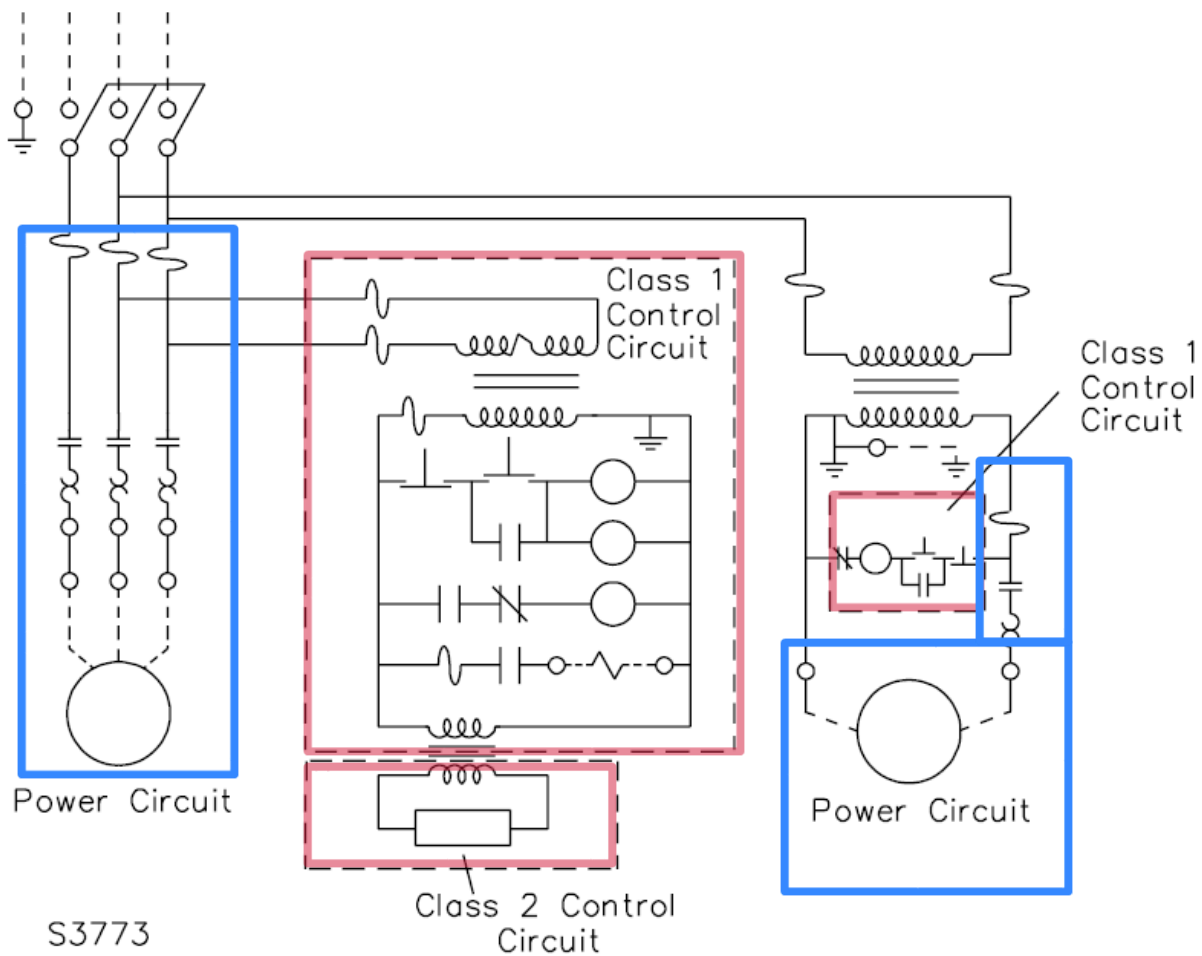 Class 1
Control
Circuit
Class 1
Control
Circuit
Power Circuit
Power Circuit
Class 2 Control
Circuit
S3773